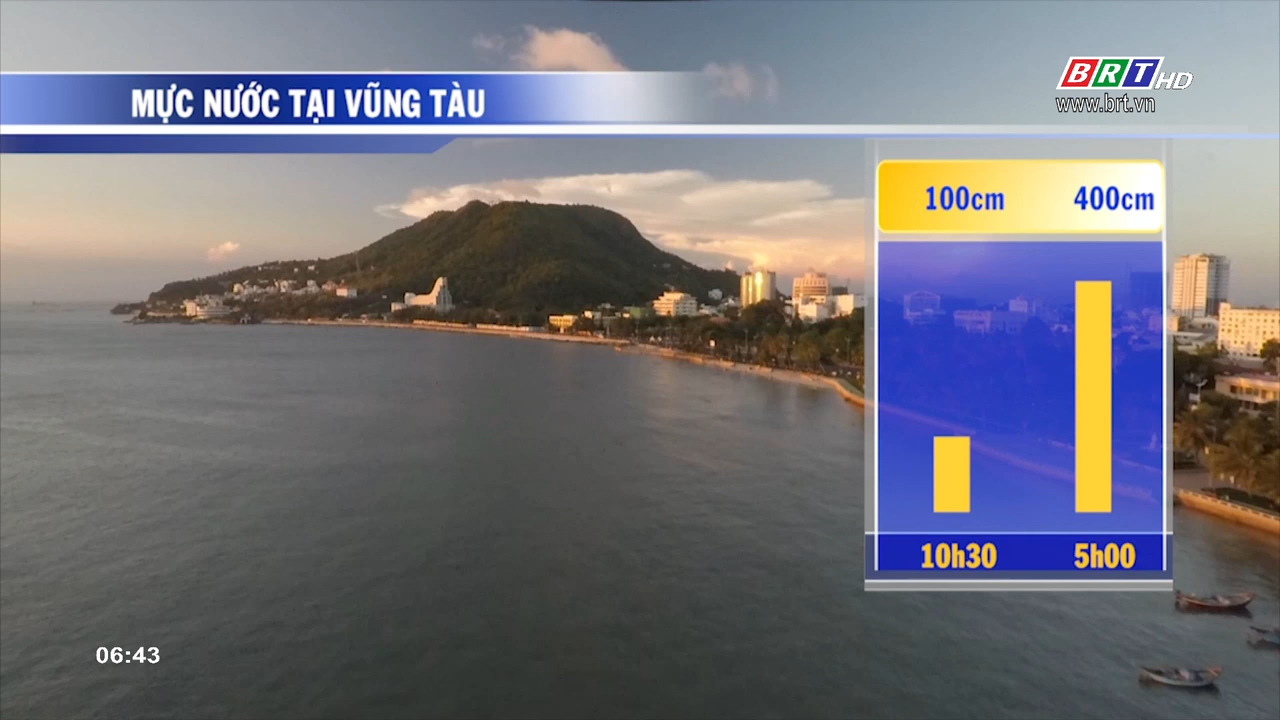 MỰC NƯỚC TẠI VŨNG TÀU
BRT HD
www.brt.vn
100cm 400cm
10h30 5h00
06:43